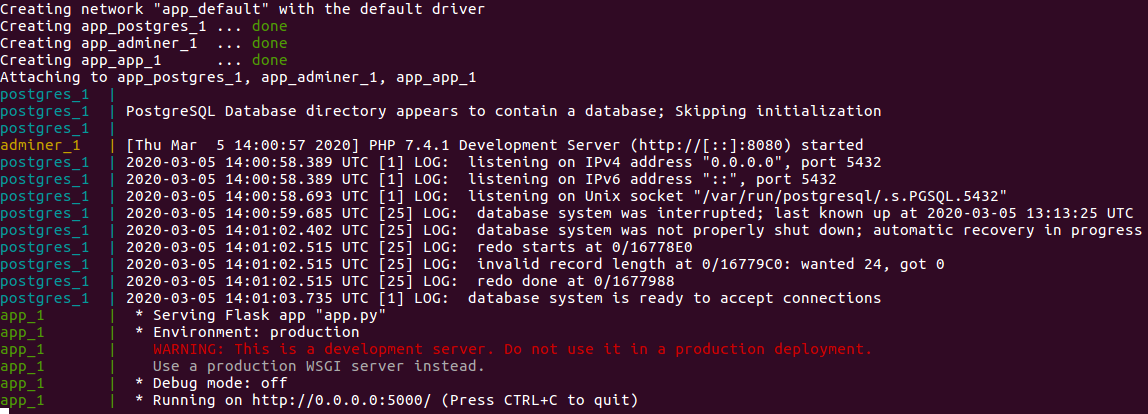 Creating network "app_default" with the default driver
Creating app_postgres_1 ... done
Creating app_adminer_1  ... done
Creating app_app_1      ... done
Attaching to app_postgres_1, app_adminer_1, app_app_1
postgres_1  |
postgres_1  | PostgreSQL Database directory appears to contain a database; Skipping initialization
postgres_1  |
adminer_1   | [Thu Mar  5 14:00:57 2020] PHP 7.4.1 Development Server (http://[::]:8080) started
postgres_1  | 2020-03-05 14:00:58.389 UTC [1] LOG:  listening on IPv4 address "0.0.0.0", port 5432
postgres_1  | 2020-03-05 14:00:58.389 UTC [1] LOG:  listening on IPv6 address "::", port 5432
postgres_1  | 2020-03-05 14:00:58.693 UTC [1] LOG:  listening on Unix socket "/var/run/postgresql/.s.PGSQL.5432"
postgres_1  | 2020-03-05 14:00:59.685 UTC [25] LOG:  database system was interrupted; last known up at 2020-03-05 13:13:25 UTC
postgres_1  | 2020-03-05 14:01:02.402 UTC [25] LOG:  database system was not properly shut down; automatic recovery in progress
postgres_1  | 2020-03-05 14:01:02.515 UTC [25] LOG:  redo starts at 0/16778E0
postgres_1  | 2020-03-05 14:01:02.515 UTC [25] LOG:  invalid record length at 0/16779C0: wanted 24, got 0
postgres_1  | 2020-03-05 14:01:02.515 UTC [25] LOG:  redo done at 0/1677988
postgres_1  | 2020-03-05 14:01:03.735 UTC [1] LOG:  database system is ready to accept connections
app_1       |  * Serving Flask app "app.py"
app_1       |  * Environment: production
app_1       |    WARNING: This is a development server. Do not use it in a production deployment.
app_1       |    Use a production WSGI server instead.
app_1       |  * Debug mode: off
app_1       |  * Running on http://0.0.0.0:5000/ (Press CTRL+C to quit)